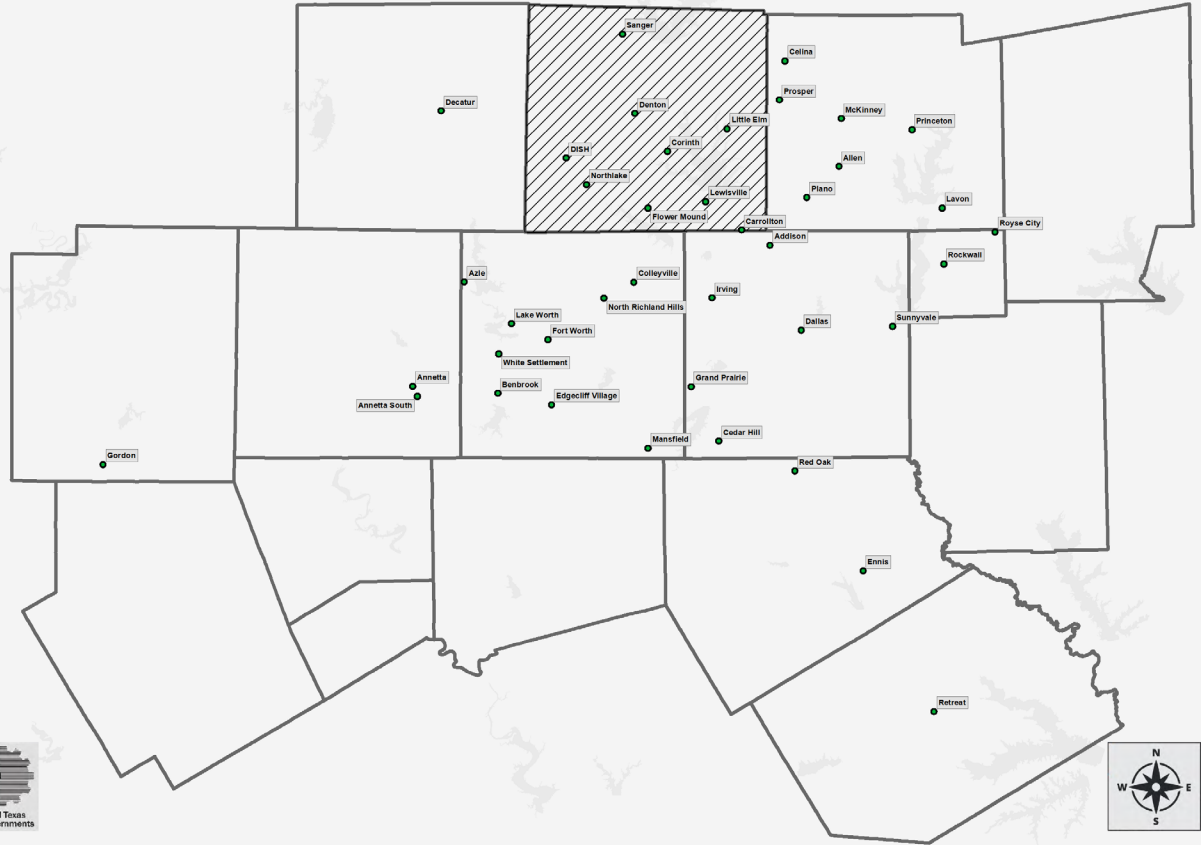 Sanger
Celina
Decatur
Prosper
Denton
McKinney
Little Elm
Princeton
Corinth
DISH
Allen
Northlake
Plano
Lewisville
Lavon
Flower Mound
Carrollton
Royse City
Addison
Rockwall
Azle
Colleyville
Irving
North Richland Hills
Lake Worth
Sunnyvale
Dallas
Fort Worth
White Settlement
Annetta
Grand Prairie
Benbrook
Edgecliff Village
Annetta South
Cedar Hill
Mansfield
Gordon
Red Oak
Ennis
Retreat
N
W E
S
l Texas
ernments